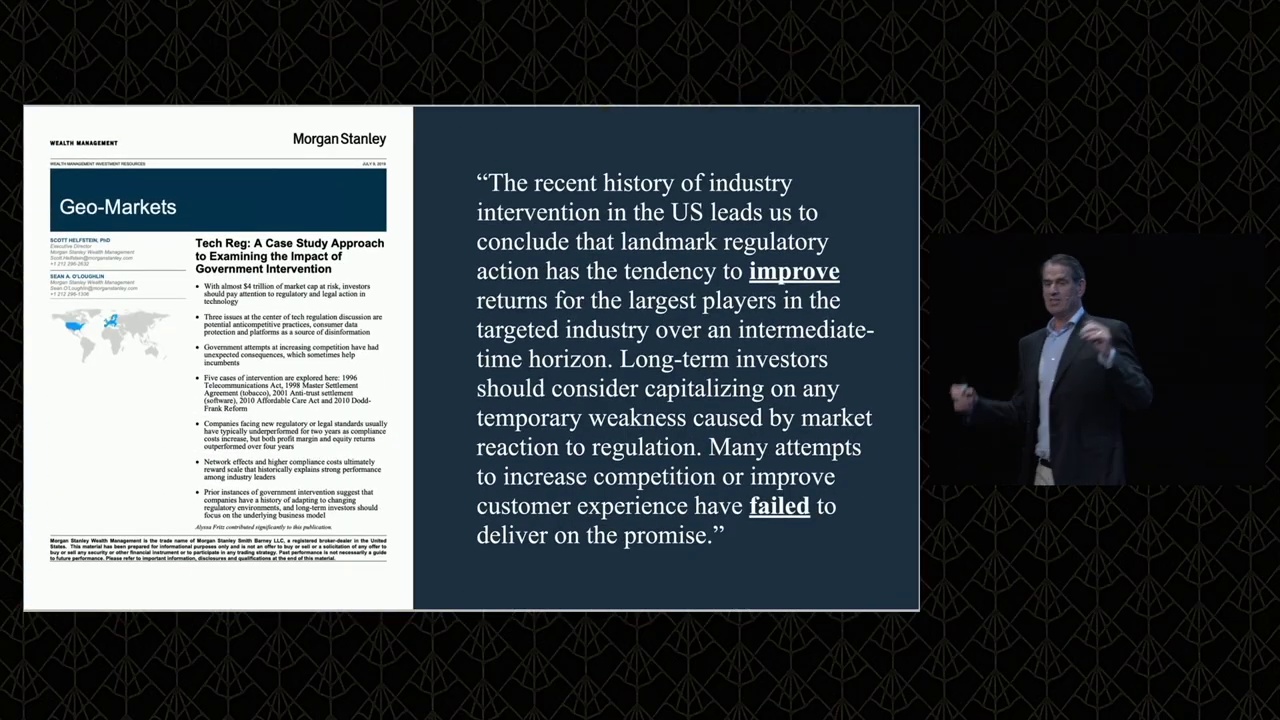 WEALTH MANAGEMENT
Morgan Stanley
WEALTH MANAGEMENT INVESTMENT RESOURCES
JULY 9, 2019
Geo-Markets
SCOTT HELFSTEIN, PhD
Executive Director
Morgan Stanley Wealth Management
Scott.Helfstein@morganstanley.com
+1 212 296-2632
SEAN A. O'LOUGHLIN
Morgan Stanley Wealth Management
Sean.O'Loughlin@morganstanley.com
+1 212 296-1306
Tech Reg: A Case Study Approach
to Examining the Impact of
Government Intervention
• With almost $4 trillion of market cap at risk, investors
should pay attention to regulatory and legal action in
technology
• Three issues at the center of tech regulation discussion are
potential anticompetitive practices, consumer data
protection and platforms as a source of disinformation
• Government attempts at increasing competition have had
unexpected consequences, which sometimes help
incumbents
• Five cases of intervention are explored here: 1996
Telecommunications Act, 1998 Master Settlement
Agreement (tobacco), 2001 Anti-trust settlement
(software), 2010 Affordable Care Act and 2010 Dodd-
Frank Reform
• Companies facing new regulatory or legal standards usually
have typically underperformed for two years as compliance
costs increase, but both profit margin and equity returns
outperformed over four years
• Network effects and higher compliance costs ultimately
reward scale that historically explains strong performance
among industry leaders
• Prior instances of government intervention suggest that
companies have a history of adapting to changing
regulatory environments, and long-term investors should
focus on the underlying business model
Alyssa Fritz contributed significantly to this publication.
Morgan Stanley Wealth Management is the trade name of Morgan Stanley Smith Barney LLC, a registered broker-dealer in the United
States. This material has been prepared for informational purposes only and is not an offer to buy or sell or a solicitation of any offer to
buy or sell any security or other financial instrument or to participate in any trading strategy. Past performance is not necessarily a guide
to future performance. Please refer to important information, disclosures and qualifications at the end of this material.
“The recent history of industry
intervention in the US leads us to
conclude that landmark regulatory
action has the tendency to improve
returns for the largest players in the
targeted industry over an intermediate-
time horizon. Long-term investors
should consider capitalizing on any
temporary weakness caused by market
reaction to regulation. Many attempts
to increase competition or improve
customer experience have failed to
deliver on the promise.”